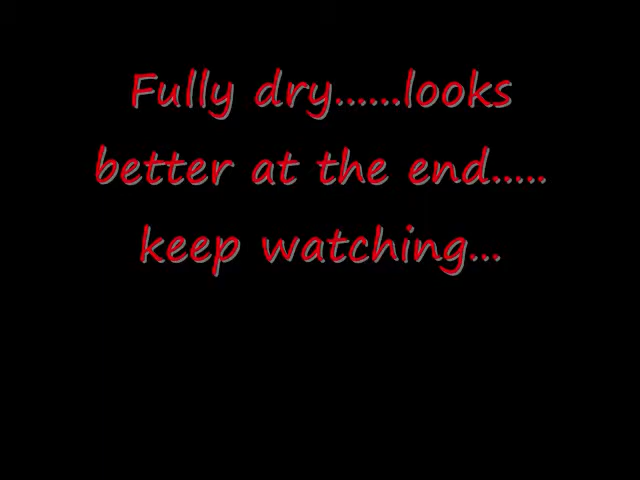 Fully dry......looks
better at the end.....
keep watching...